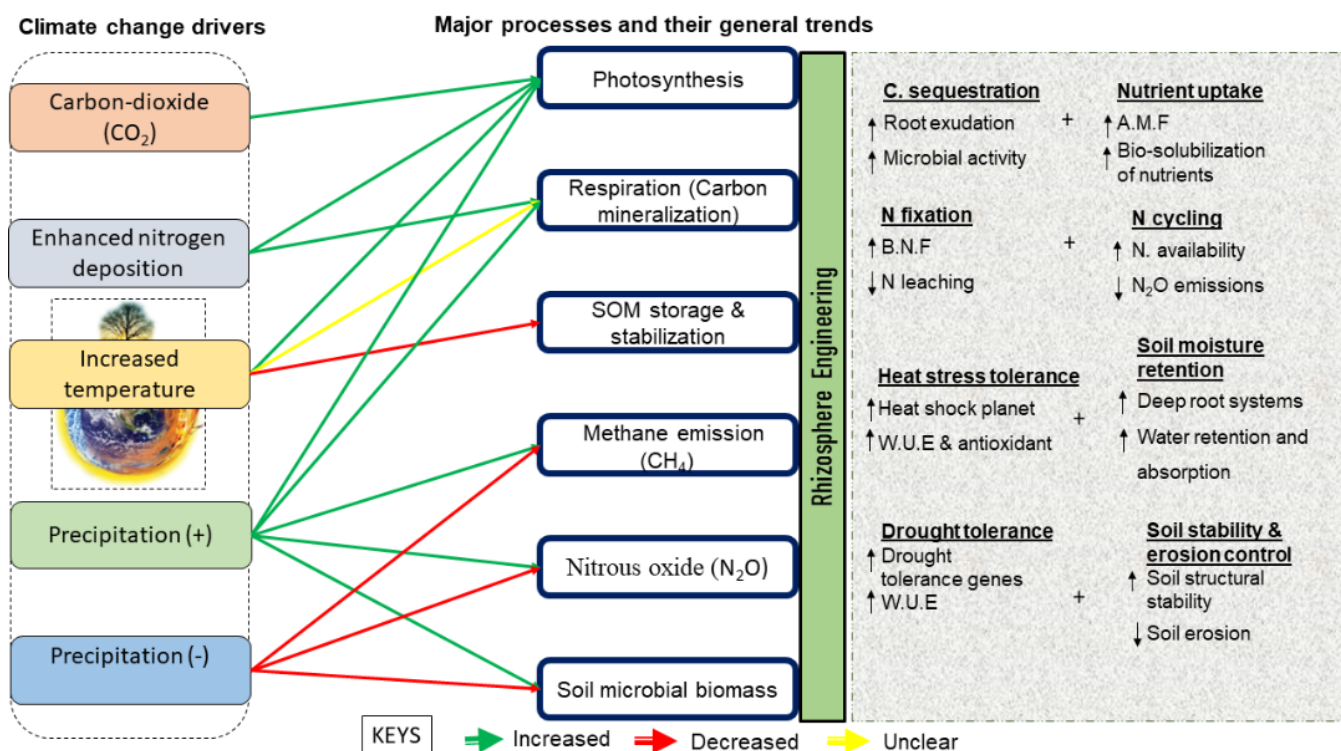 Climate change drivers
Major processes and their general trends
Carbon-dioxide
(CO₂)
Enhanced nitrogen
deposition
Increased
temperature
Precipitation (+)
Precipitation (-)
Photosynthesis
Respiration (Carbon
mineralization)
SOM storage &
stabilization
Methane emission
(CH₄)
Nitrous oxide (N₂O)
Soil microbial biomass
Rhizosphere Engineering
C. sequestration
↑ Root exudation
↑ Microbial activity
+
Nutrient uptake
↑ A.M.F
↑ Bio-solubilization
of nutrients
N fixation
↑ B.N.F
↓ N leaching
+
N cycling
↑ N. availability
↓ N₂O emissions
Heat stress tolerance
↑ Heat shock planet
↑ W.U.E & antioxidant
+
Soil moisture
retention
↑ Deep root systems
↑ Water retention and
absorption
Drought tolerance
↑ Drought
tolerance genes
↑ W.U.E
+
Soil stability &
erosion control
↑ Soil structural
stability
↓ Soil erosion
KEYS
Increased
Decreased
Unclear